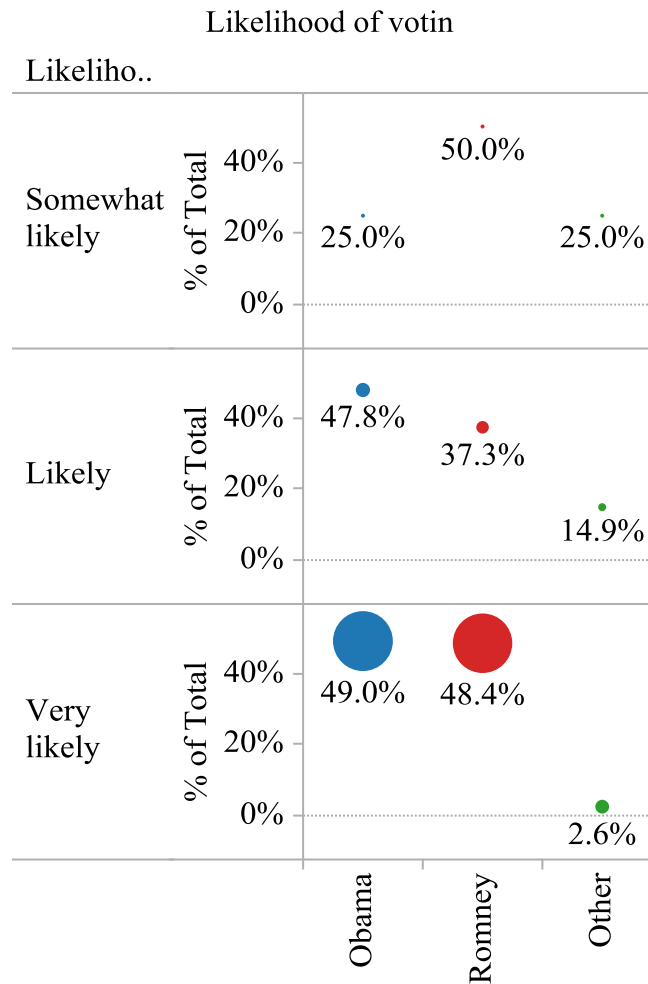 Likelihood of votin
Likeliho..
Somewhat
likely
% of Total
40%
20%
0%
25.0%
50.0%
25.0%
Likely
% of Total
40%
20%
0%
47.8%
37.3%
14.9%
Very
likely
% of Total
40%
20%
0%
49.0%
48.4%
2.6%
Obama
Romney
Other